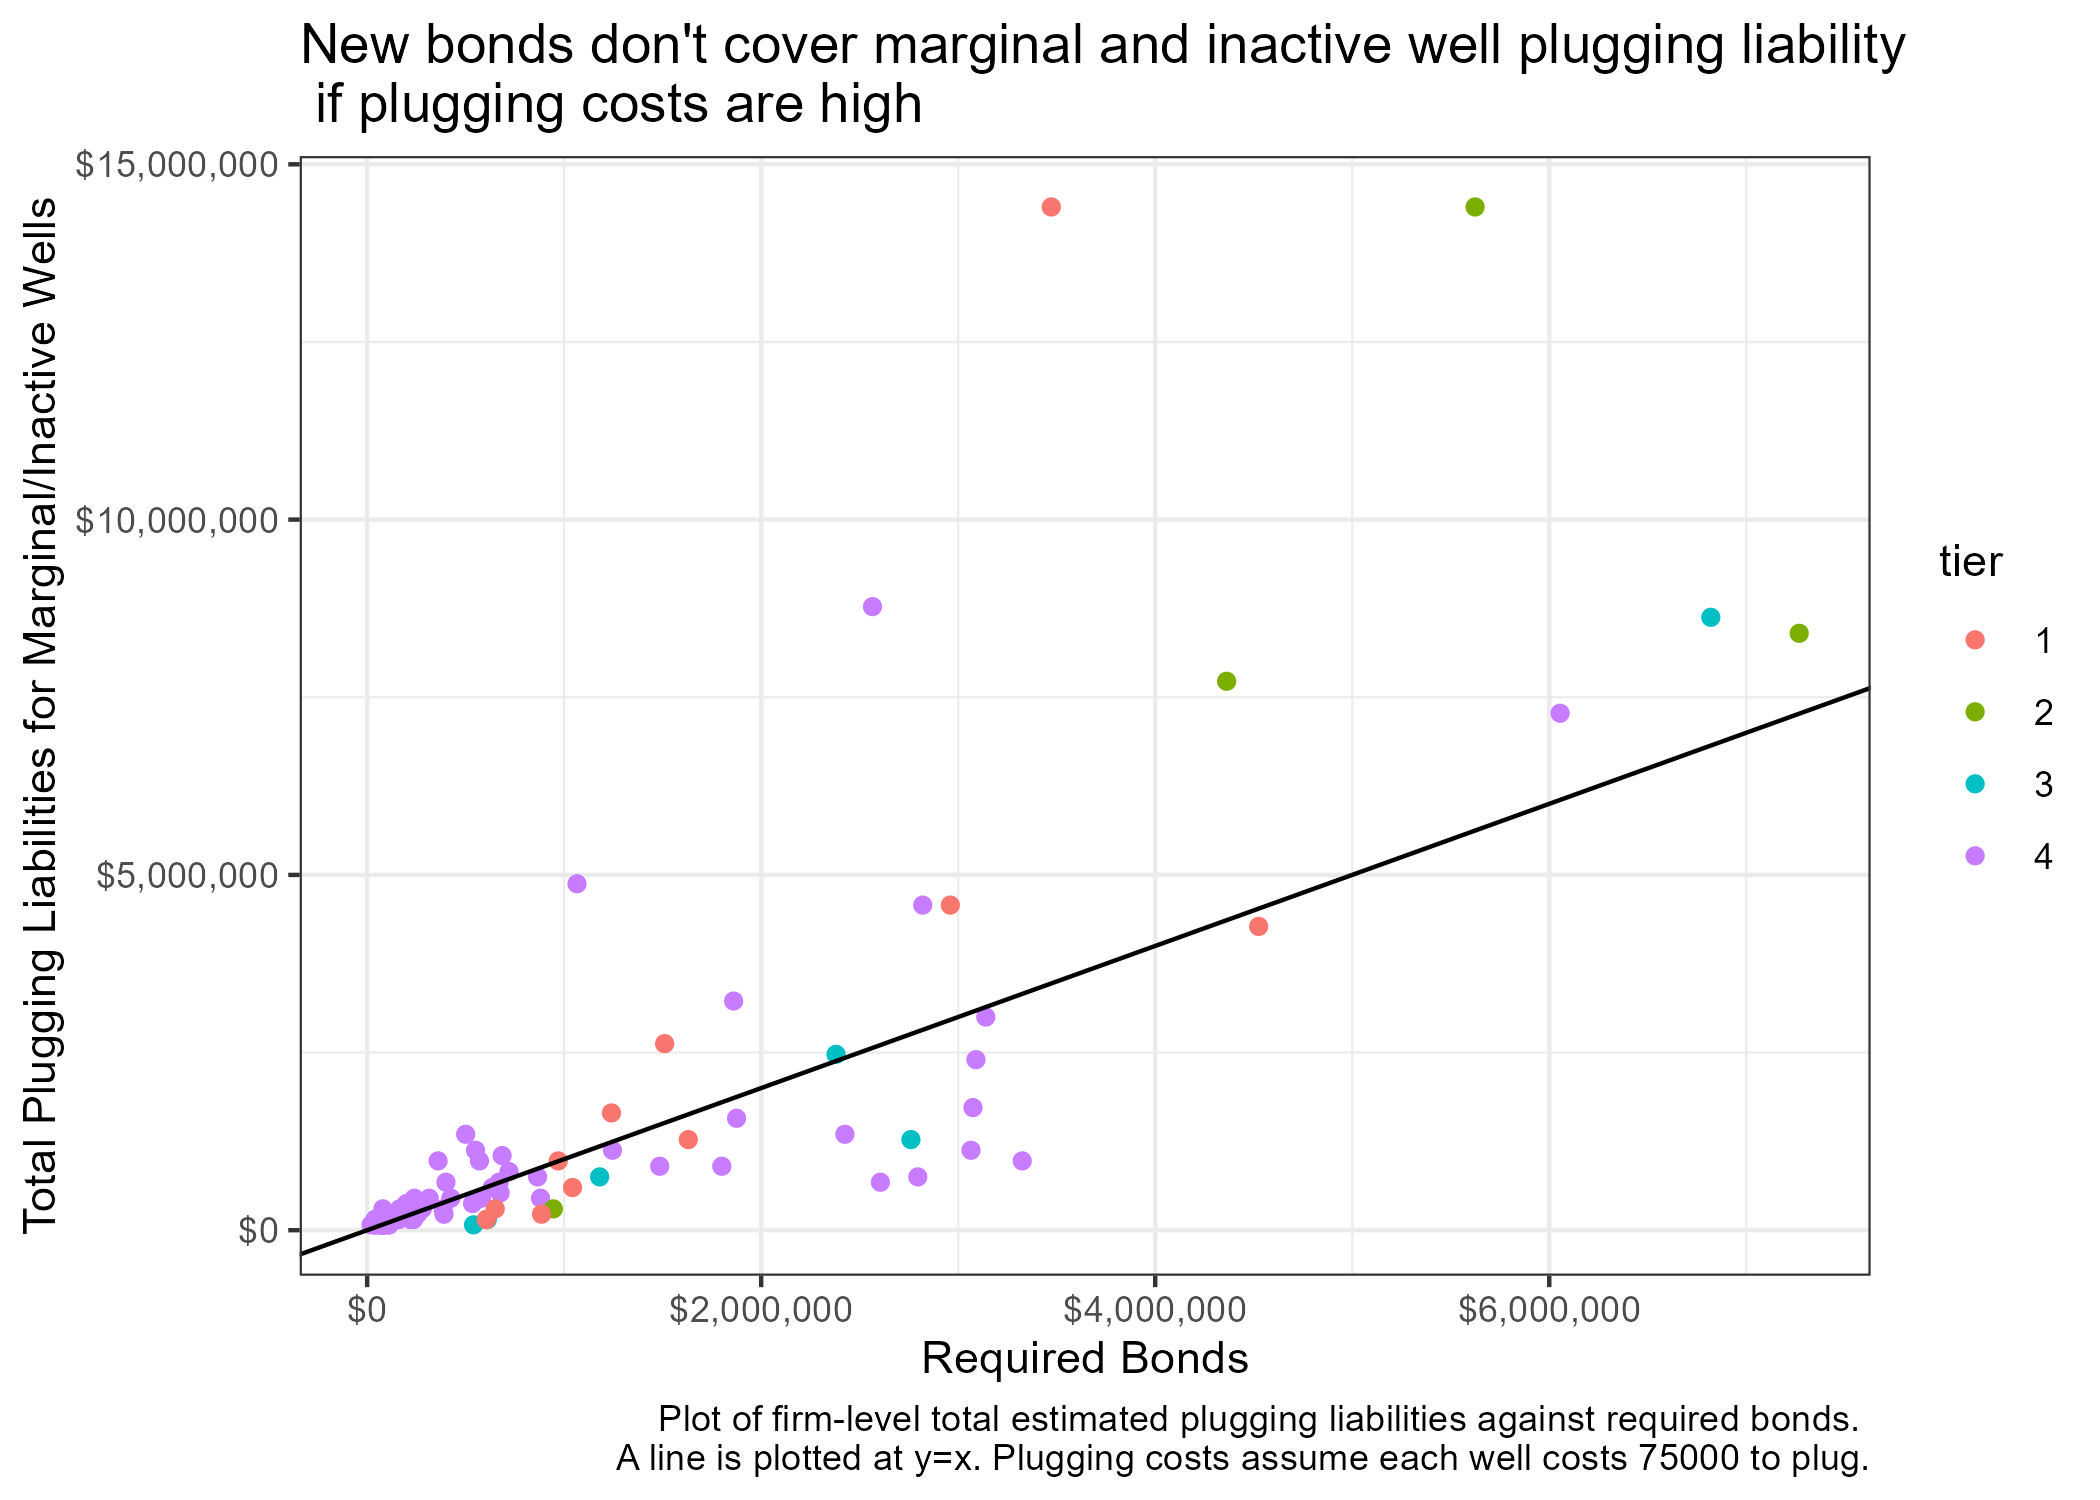 New bonds don't cover marginal and inactive well plugging liability
if plugging costs are high
Total Plugging Liabilities for Marginal/Inactive Wells
$15,000,000
$10,000,000
$5,000,000
$0
$0
$2,000,000
$4,000,000
$6,000,000
Required Bonds
tier
1
2
3
4
Plot of firm-level total estimated plugging liabilities against required bonds.
A line is plotted at y=x. Plugging costs assume each well costs 75000 to plug.